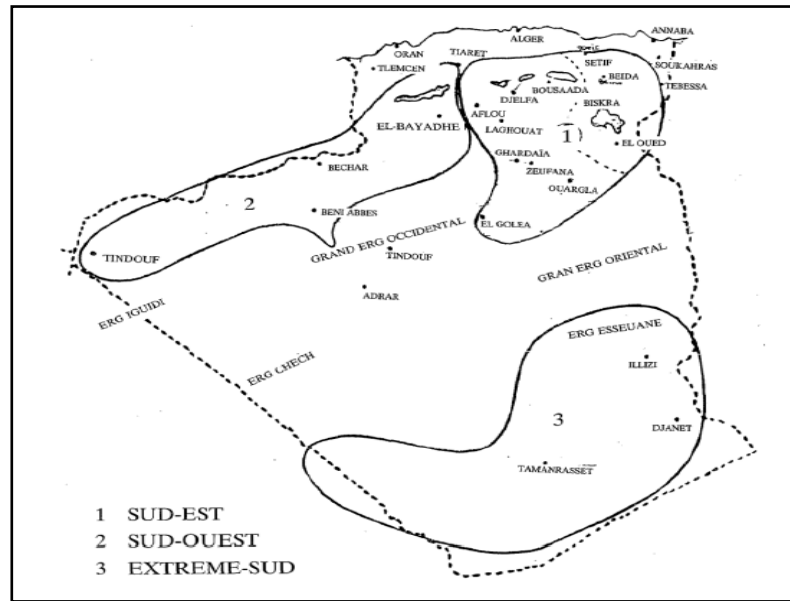 ALGER
ANNABA
ORAN
TIARET
SETIF
SOUKAHRAS
TLEMCEN
BEIDA
BOUSAADA
TEBESSA
DJELFA
AFLOU
BISKRA
EL-BAYADHE
LAGHOUAT
1
EL OUED
GHARDAÏA
BECHAR
ZEUFANA
OUARGLA
2
BENI ABBES
EL GOLEA
GRAND ERG OCCIDENTAL
TINDOUF
TINDOUF
GRAN ERG ORIENTAL
ADRAR
ERG IGUIDI
ERG ESSEUANE
ERG CHECH
ILLIZI
3
DJANET
TAMANRASSET
1 SUD-EST
2 SUD-OUEST
3 EXTREME-SUD